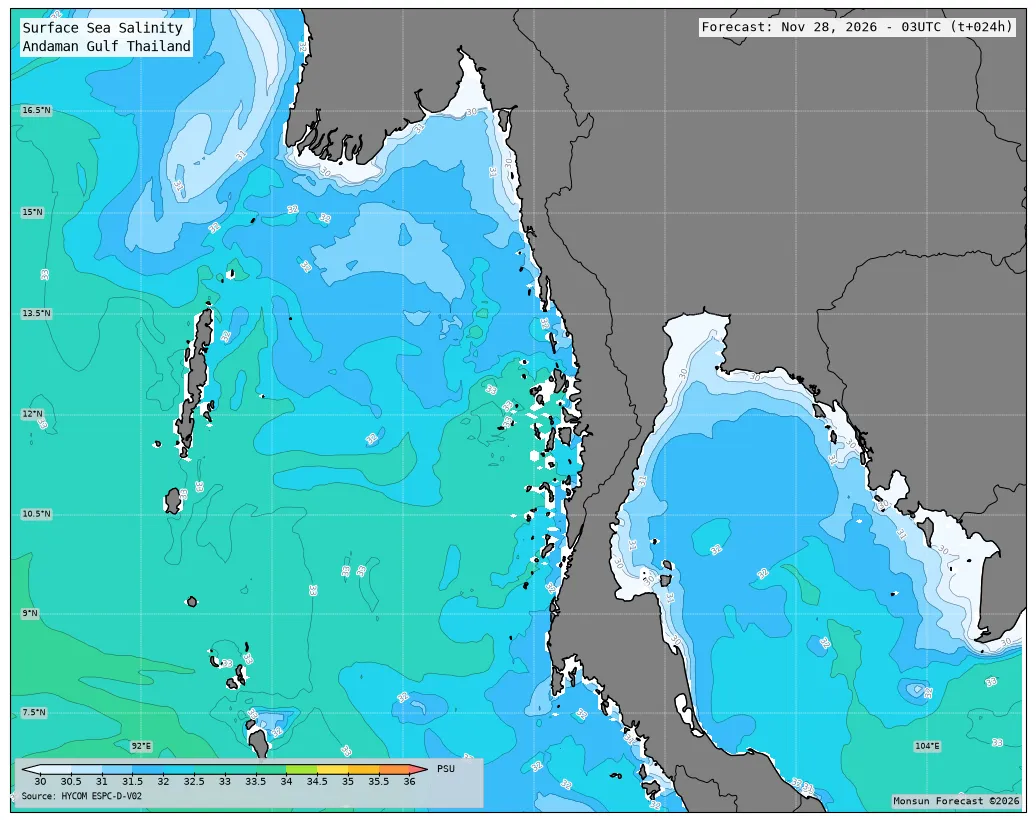 Surface Sea Salinity
Andaman Gulf Thailand
Forecast: Nov 28, 2026 - 03UTC (t+024h)
16.5°N
15°N
13.5°N
12°N
10.5°N
9°N
7.5°N
92°E
104°E
30 30.5 31 31.5 32 32.5 33 33.5 34 34.5 35 35.5 36 PSU
Source: HYCOM ESPC-D-V02
Monsun Forecast ©2026